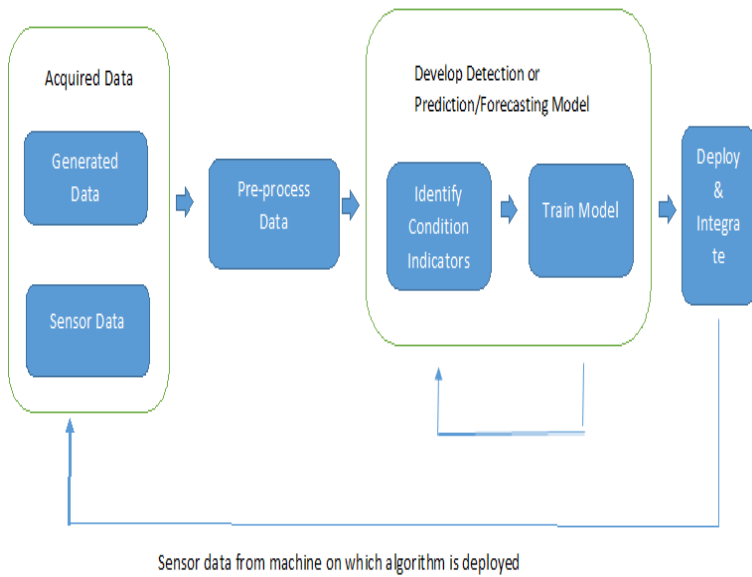 Acquired Data
Generated
Data
Sensor Data
Pre-process
Data
Develop Detection or
Prediction/Forecasting Model
Identify
Condition
Indicators
Train Model
Deploy
&
Integra
te
Sensor data from machine on which algorithm is deployed